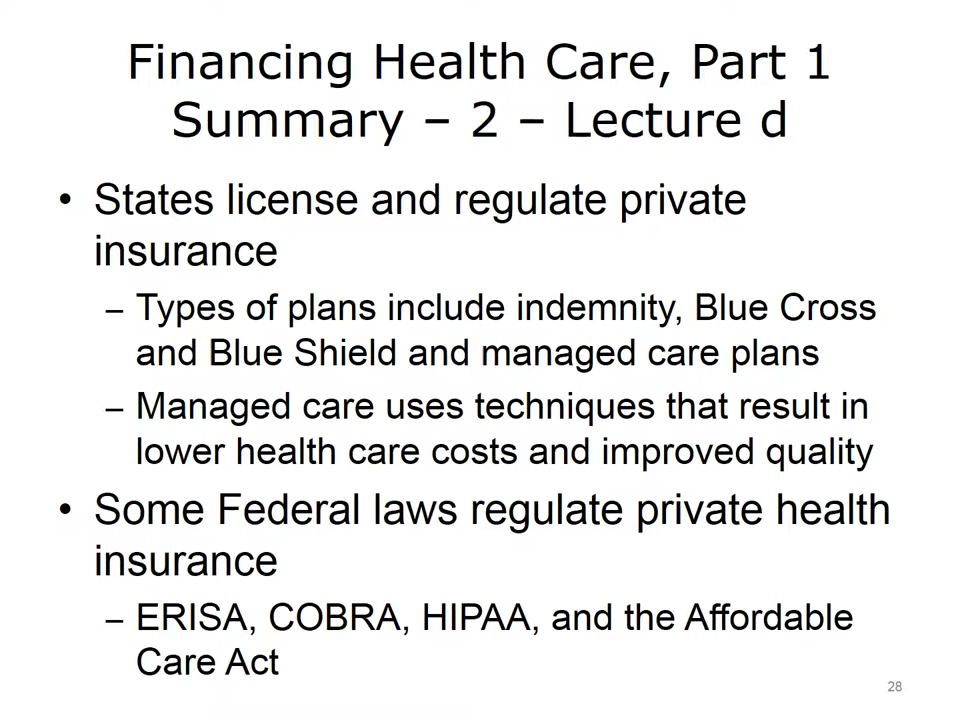 Financing Health Care, Part 1
Summary – 2 – Lecture d
• States license and regulate private
insurance
– Types of plans include indemnity, Blue Cross
and Blue Shield and managed care plans
– Managed care uses techniques that result in
lower health care costs and improved quality
• Some Federal laws regulate private health
insurance
– ERISA, COBRA, HIPAA, and the Affordable
Care Act
28